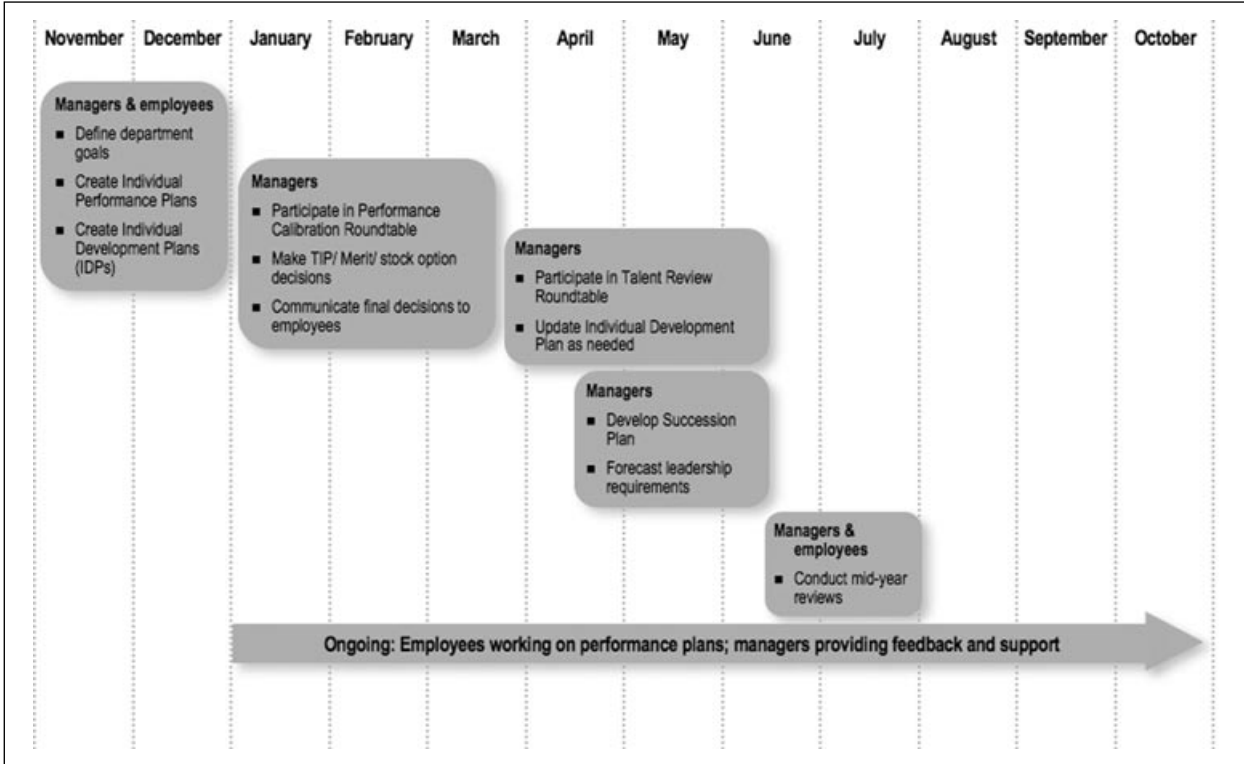 November December January February March April May June July August September October
Managers & employees
■ Define department
goals
■ Create Individual
Performance Plans
■ Create Individual
Development Plans
(IDPs)
Managers
■ Participate in Performance
Calibration Roundtable
■ Make TIP/ Merit/ stock option
decisions
■ Communicate final decisions to
employees
Managers
■ Participate in Talent Review
Roundtable
■ Update Individual Development
Plan as needed
Managers
■ Develop Succession
Plan
■ Forecast leadership
requirements
Managers &
employees
■ Conduct mid-year
reviews
Ongoing: Employees working on performance plans; managers providing feedback and support